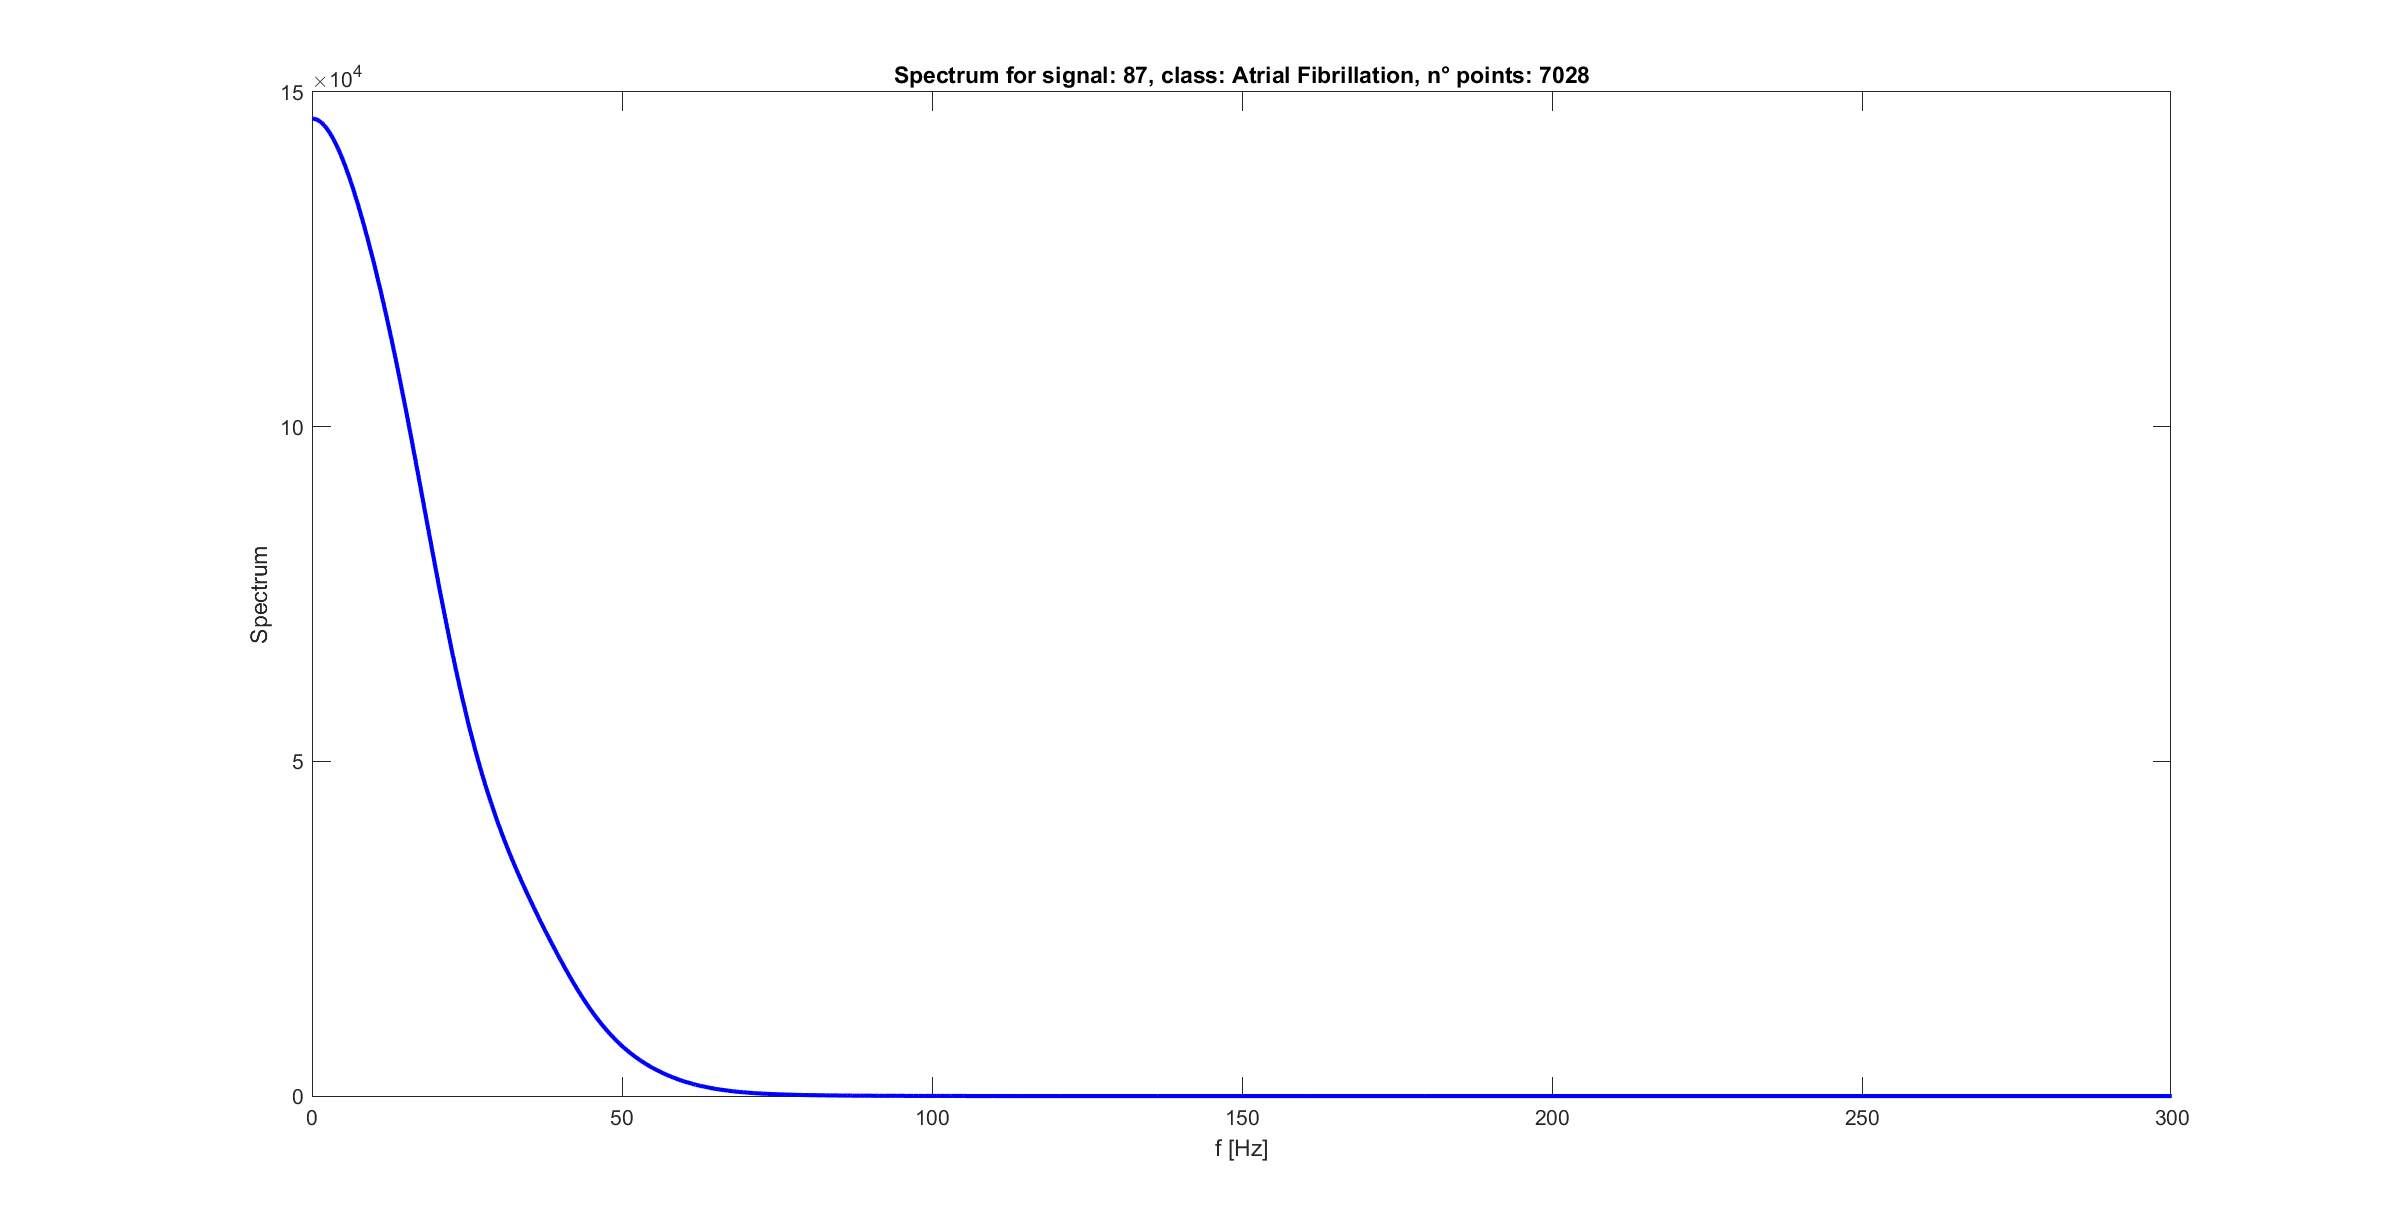 Spectrum for signal: 87, class: Atrial Fibrillation, n° points: 7028
×10^4
15
10
5
0
Spectrum
0 50 100 150 200 250 300
f [Hz]